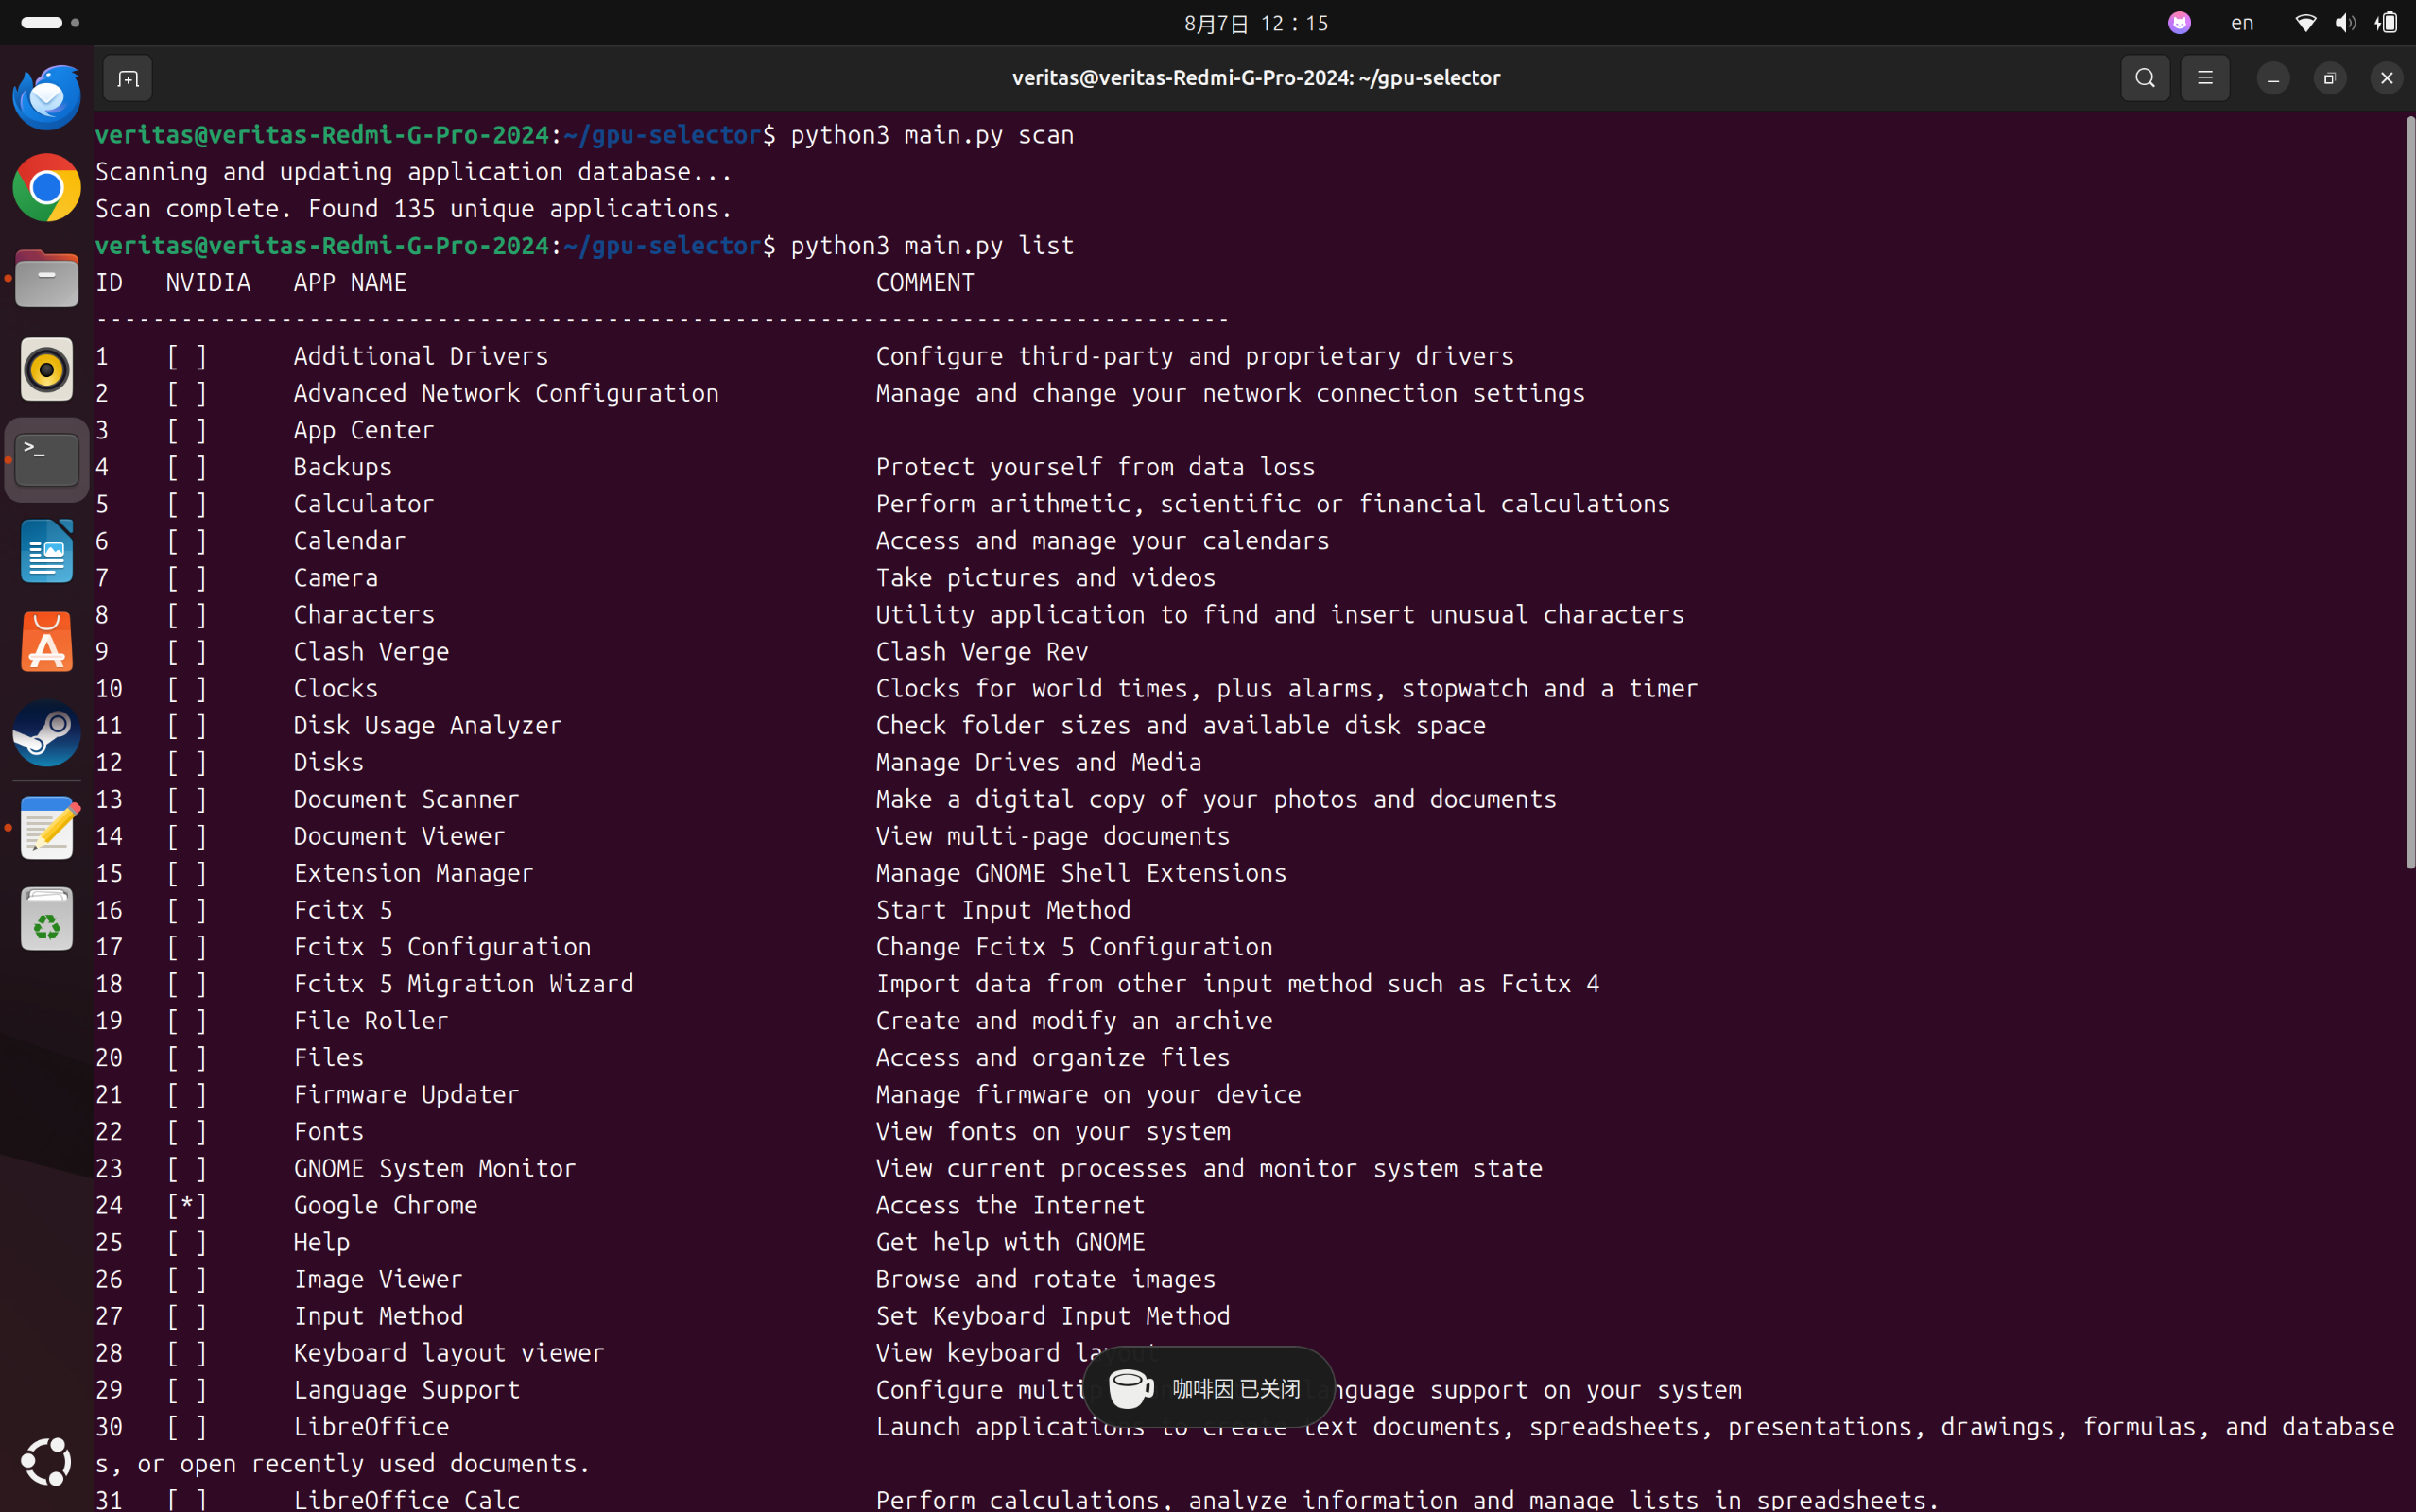 8月7日 12：15
en
veritas@veritas-Redmi-G-Pro-2024: ~/gpu-selector
veritas@veritas-Redmi-G-Pro-2024:~/gpu-selector$ python3 main.py scan
Scanning and updating application database...
Scan complete. Found 135 unique applications.
veritas@veritas-Redmi-G-Pro-2024:~/gpu-selector$ python3 main.py list
ID NVIDIA APP NAME COMMENT
--------------------------------------------------------------------------------
1 [ ] Additional Drivers Configure third-party and proprietary drivers
2 [ ] Advanced Network Configuration Manage and change your network connection settings
3 [ ] App Center
4 [ ] Backups Protect yourself from data loss
5 [ ] Calculator Perform arithmetic, scientific or financial calculations
6 [ ] Calendar Access and manage your calendars
7 [ ] Camera Take pictures and videos
8 [ ] Characters Utility application to find and insert unusual characters
9 [ ] Clash Verge Clash Verge Rev
10 [ ] Clocks Clocks for world times, plus alarms, stopwatch and a timer
11 [ ] Disk Usage Analyzer Check folder sizes and available disk space
12 [ ] Disks Manage Drives and Media
13 [ ] Document Scanner Make a digital copy of your photos and documents
14 [ ] Document Viewer View multi-page documents
15 [ ] Extension Manager Manage GNOME Shell Extensions
16 [ ] Fcitx 5 Start Input Method
17 [ ] Fcitx 5 Configuration Change Fcitx 5 Configuration
18 [ ] Fcitx 5 Migration Wizard Import data from other input method such as Fcitx 4
19 [ ] File Roller Create and modify an archive
20 [ ] Files Access and organize files
21 [ ] Firmware Updater Manage firmware on your device
22 [ ] Fonts View fonts on your system
23 [ ] GNOME System Monitor View current processes and monitor system state
24 [*] Google Chrome Access the Internet
25 [ ] Help Get help with GNOME
26 [ ] Image Viewer Browse and rotate images
27 [ ] Input Method Set Keyboard Input Method
28 [ ] Keyboard layout viewer View keyboard layout
29 [ ] Language Support Configure language support on your system
咖啡因 已关闭
30 [ ] LibreOffice Launch applications to create text documents, spreadsheets, presentations, drawings, formulas, and database
s, or open recently used documents.
31 [ ] LibreOffice Calc Perform calculations, analyze information and manage lists in spreadsheets.